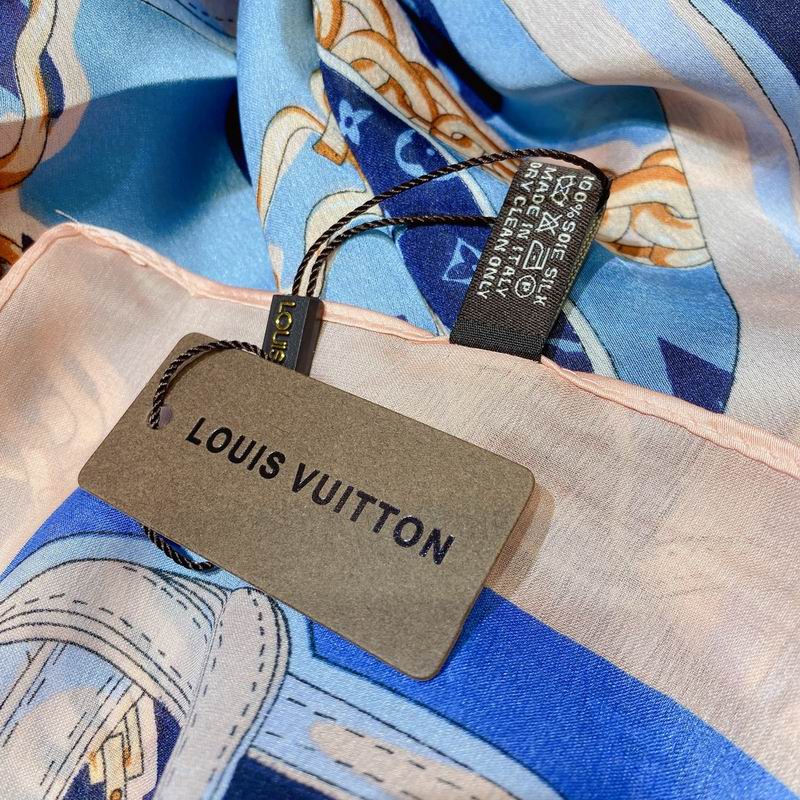 100%SOIE SILK
MADE IN ITALY
DRY CLEAN ONLY
LOUIS
LOUIS VUITTON